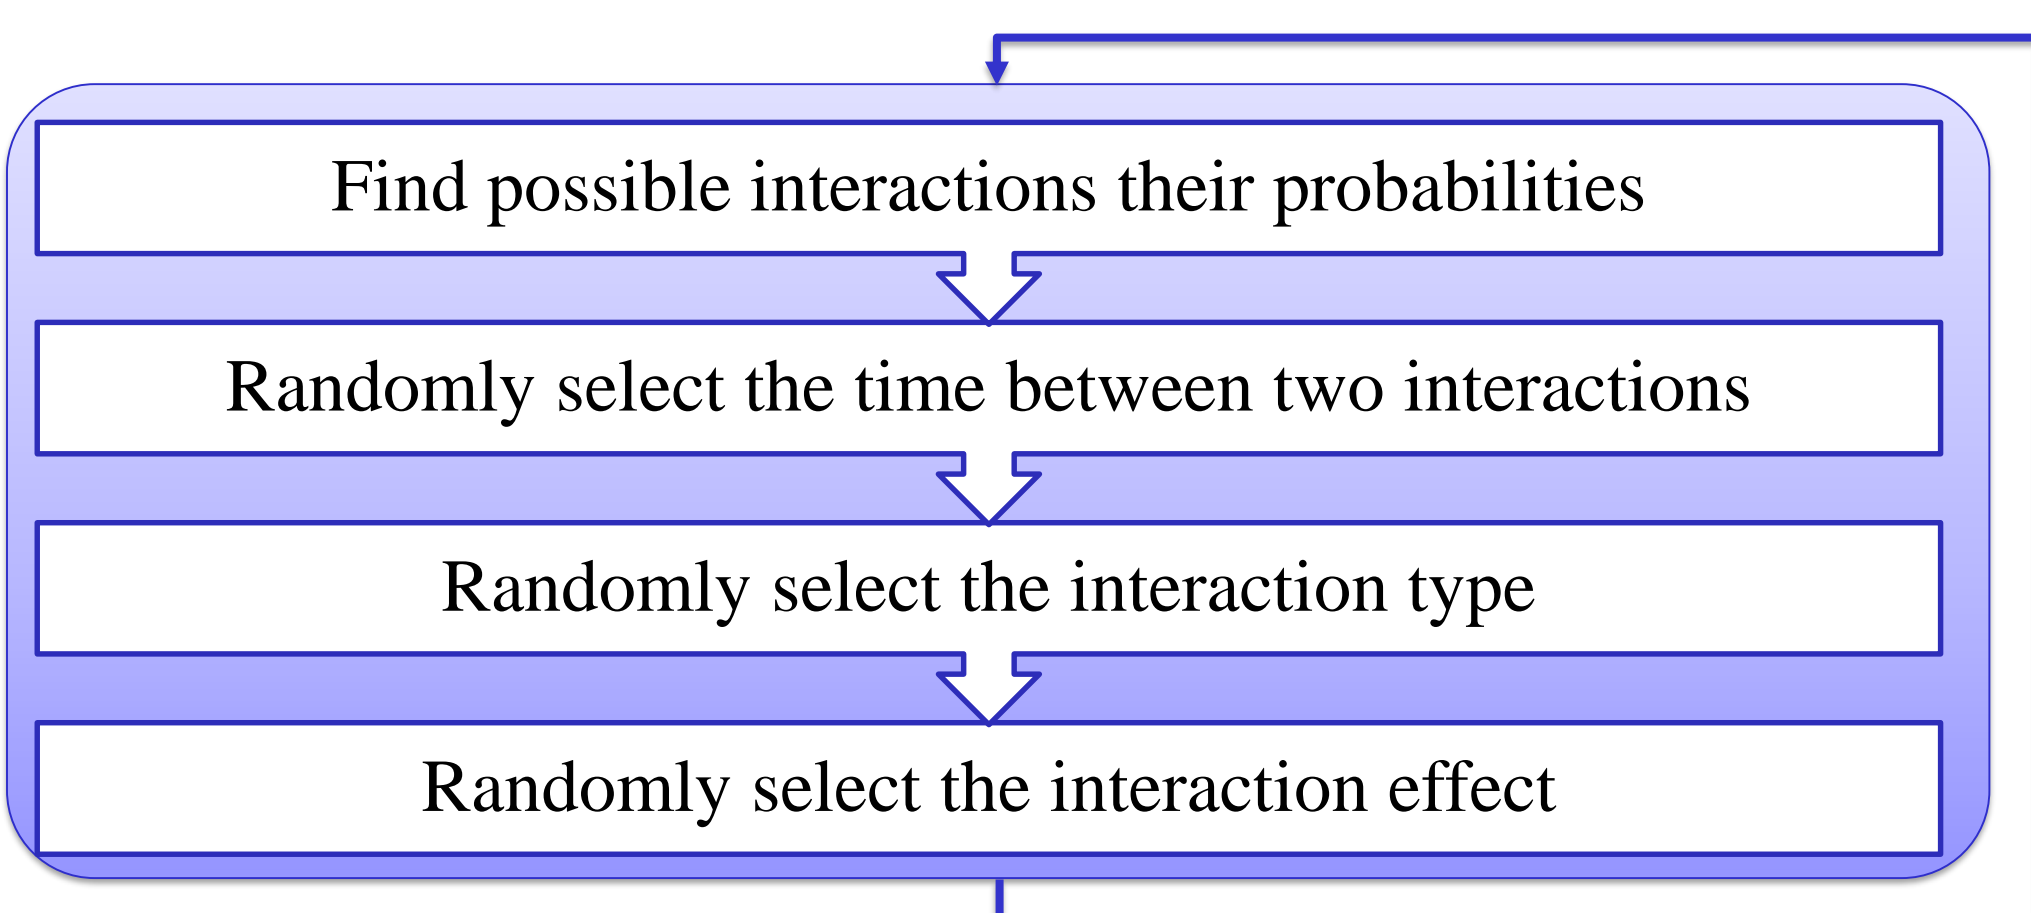 Find possible interactions their probabilities
Randomly select the time between two interactions
Randomly select the interaction type
Randomly select the interaction effect